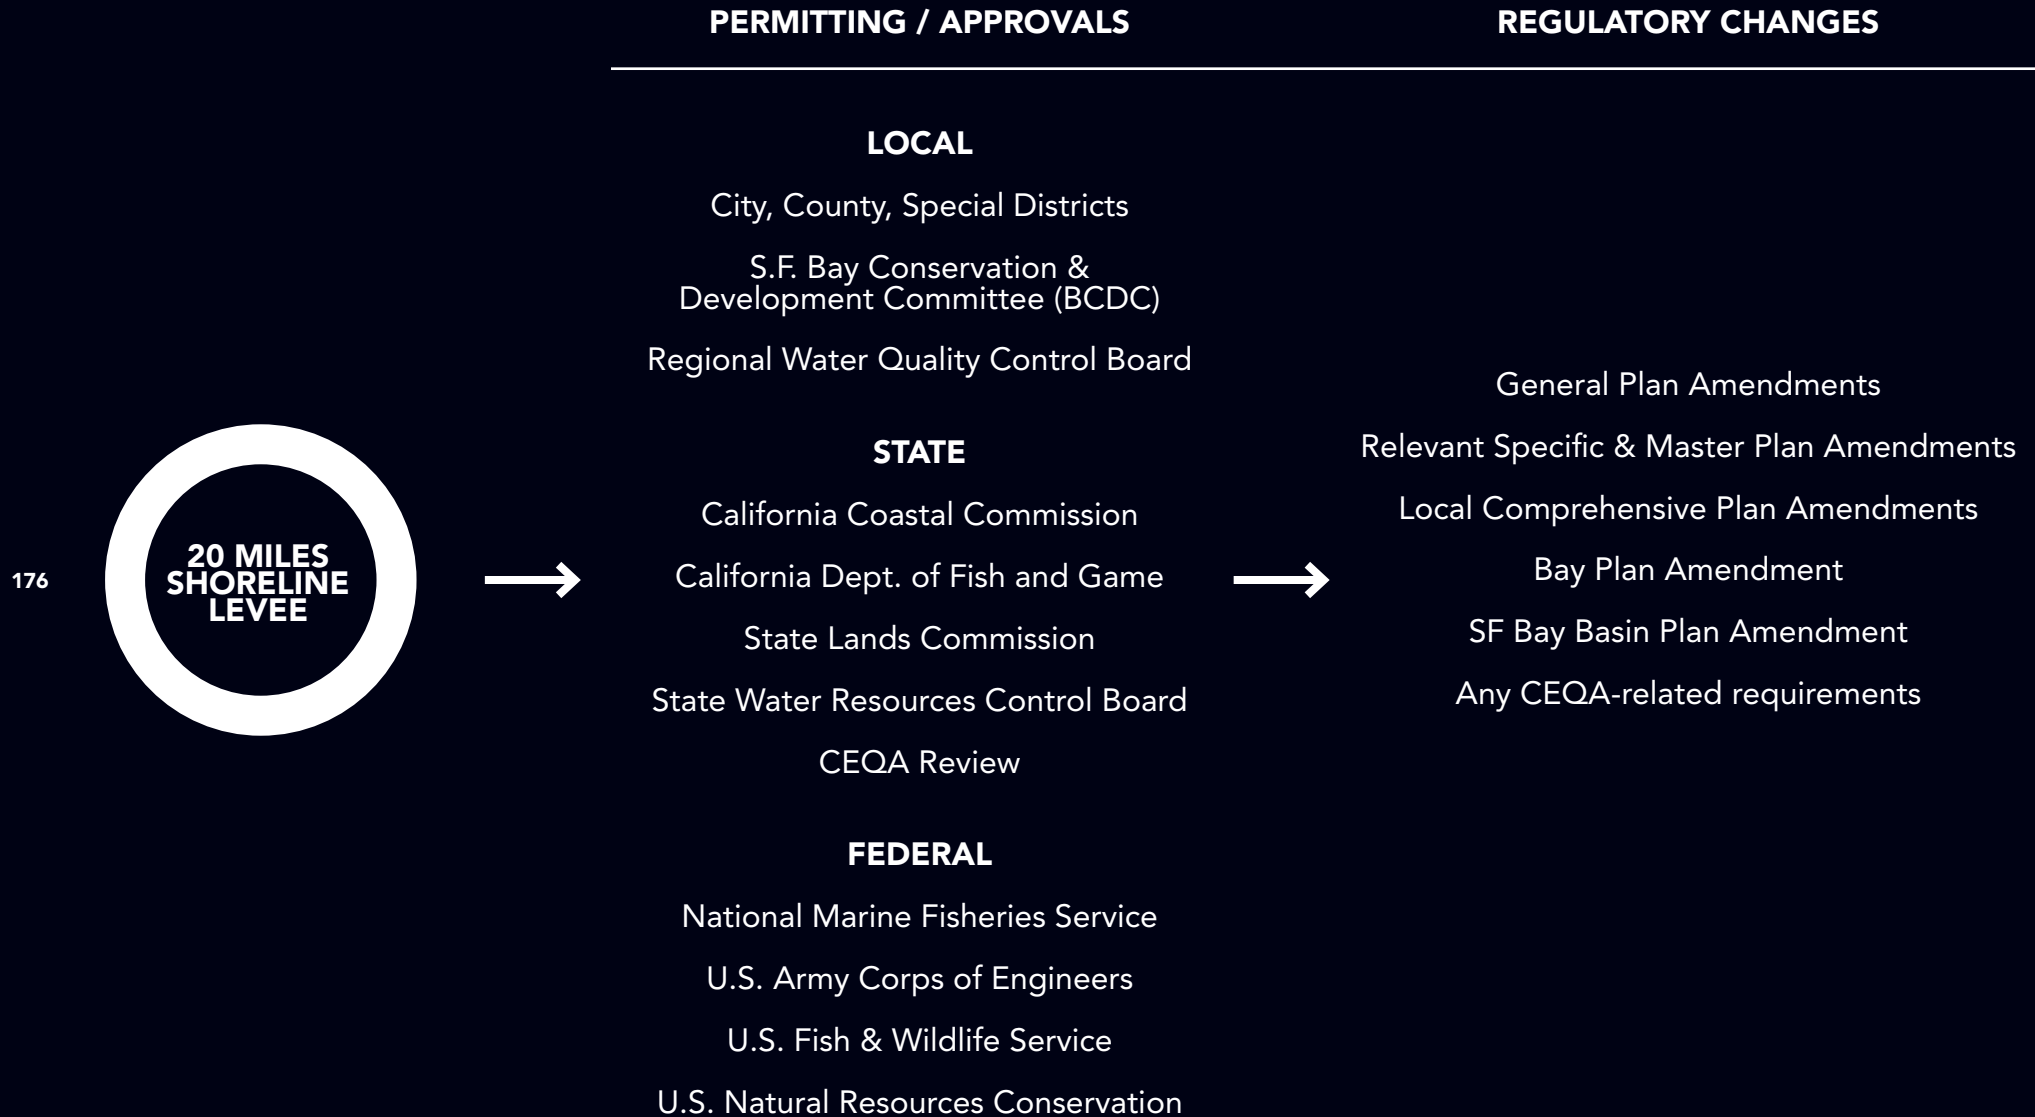 PERMITTING / APPROVALS
REGULATORY CHANGES
LOCAL
City, County, Special Districts
S.F. Bay Conservation &
Development Committee (BCDC)
Regional Water Quality Control Board
STATE
California Coastal Commission
California Dept. of Fish and Game
State Lands Commission
State Water Resources Control Board
CEQA Review
FEDERAL
National Marine Fisheries Service
U.S. Army Corps of Engineers
U.S. Fish & Wildlife Service
U.S. Natural Resources Conservation
General Plan Amendments
Relevant Specific & Master Plan Amendments
Local Comprehensive Plan Amendments
Bay Plan Amendment
SF Bay Basin Plan Amendment
Any CEQA-related requirements
20 MILES
SHORELINE
LEVEE
176